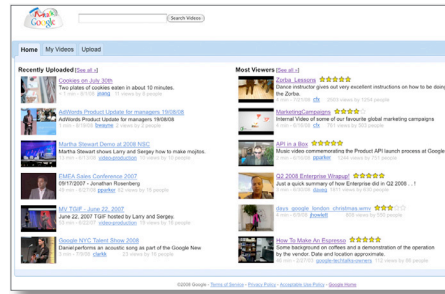 Google
Search Videos
Home My Videos Upload
Recently Uploaded [See all »]
Cookies on July 30th
Two plates of cookies eaten in about 10 minutes.
AdWords Product Update for managers 19/08/08
AdWords Product Update for managers 19/08/08
Martha Stewart Demo at 2008 NSC
Martha Stewart shows Larry and Sergey how to make mojitos.
EMEA Sales Conference 2007
09/17/2007 - Jonathan Rosenberg
MV TGIF - June 22, 2007
June 22, 2007 TGIF hosted by Larry and Sergey.
Google NYC Talent Show 2008
Daniel performs an acoustic song as part of the Google New
Most Viewers [See all »]
Zorba_Lessons
Dance instructor gives out very excellent instructions on how to be doing
the Zorba.
MarketingCampaigns
Internal Video of some of our favourite global marketing campaigns
API in a Box
Music video commemorating the Product API launch process at Google
Q2 2008 Enterprise Wrapup!
Just a quick summary of how Enterprise did in Q2 2008 ... !
days_google_london_christmas.wmv
How To Make An Espresso
Some background on coffees and a demonstration of the operation
by the vendor. Date and location approximate.
©2008 Google - Terms of Service - Privacy Policy - Acceptable Use Policy - Google Home